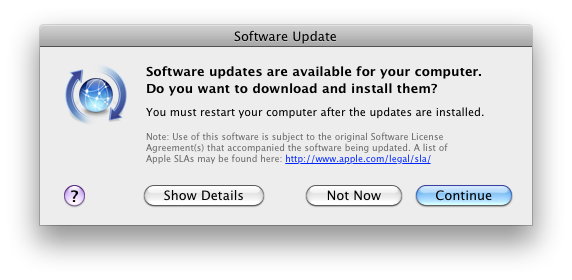 Software Update
Software updates are available for your computer.
Do you want to download and install them?
You must restart your computer after the updates are installed.
Note: Use of this software is subject to the original Software License
Agreement(s) that accompanied the software being updated. A list of
Apple SLAs may be found here: http://www.apple.com/legal/sla/
? Show Details Not Now Continue